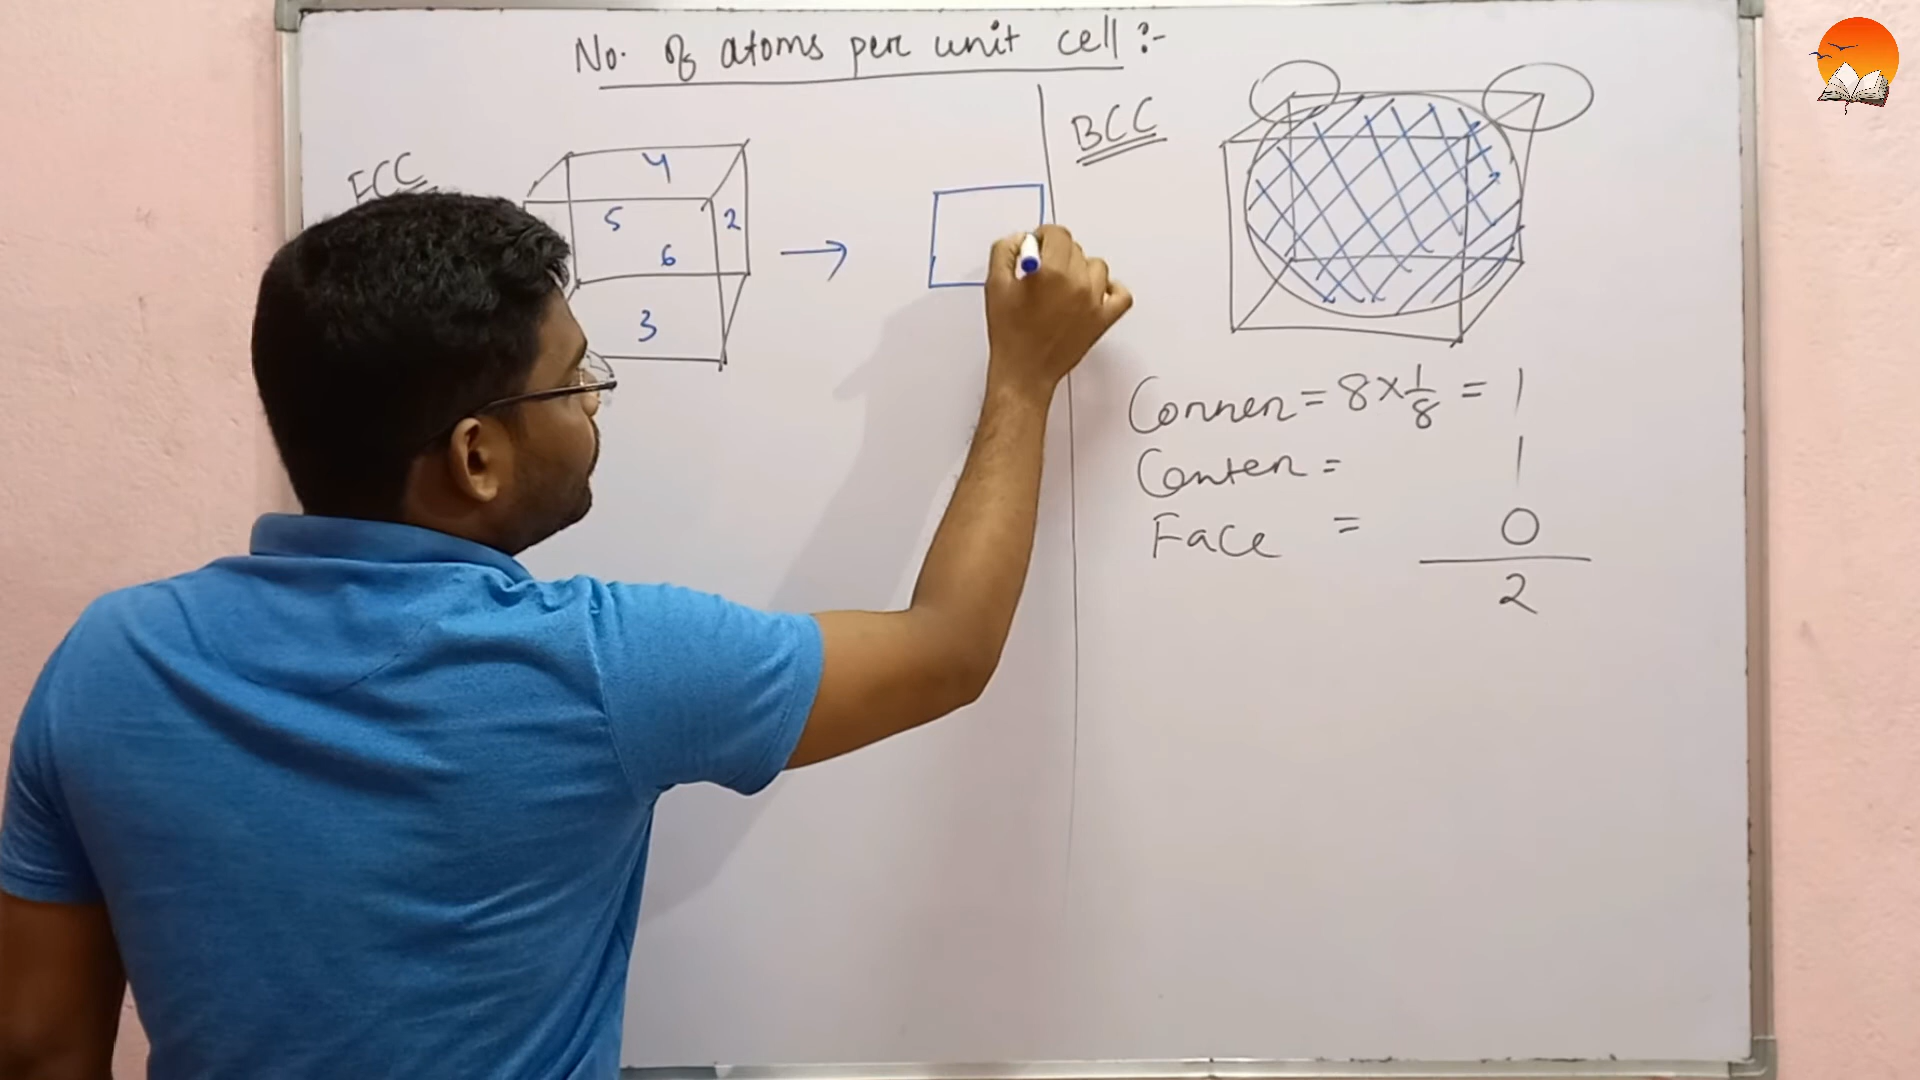 No. of atoms per unit cell :-
FCC
4
5
2
6
3
BCC
Corner = 8 × 1/8 = 1
Center = 1
Face = 0
2